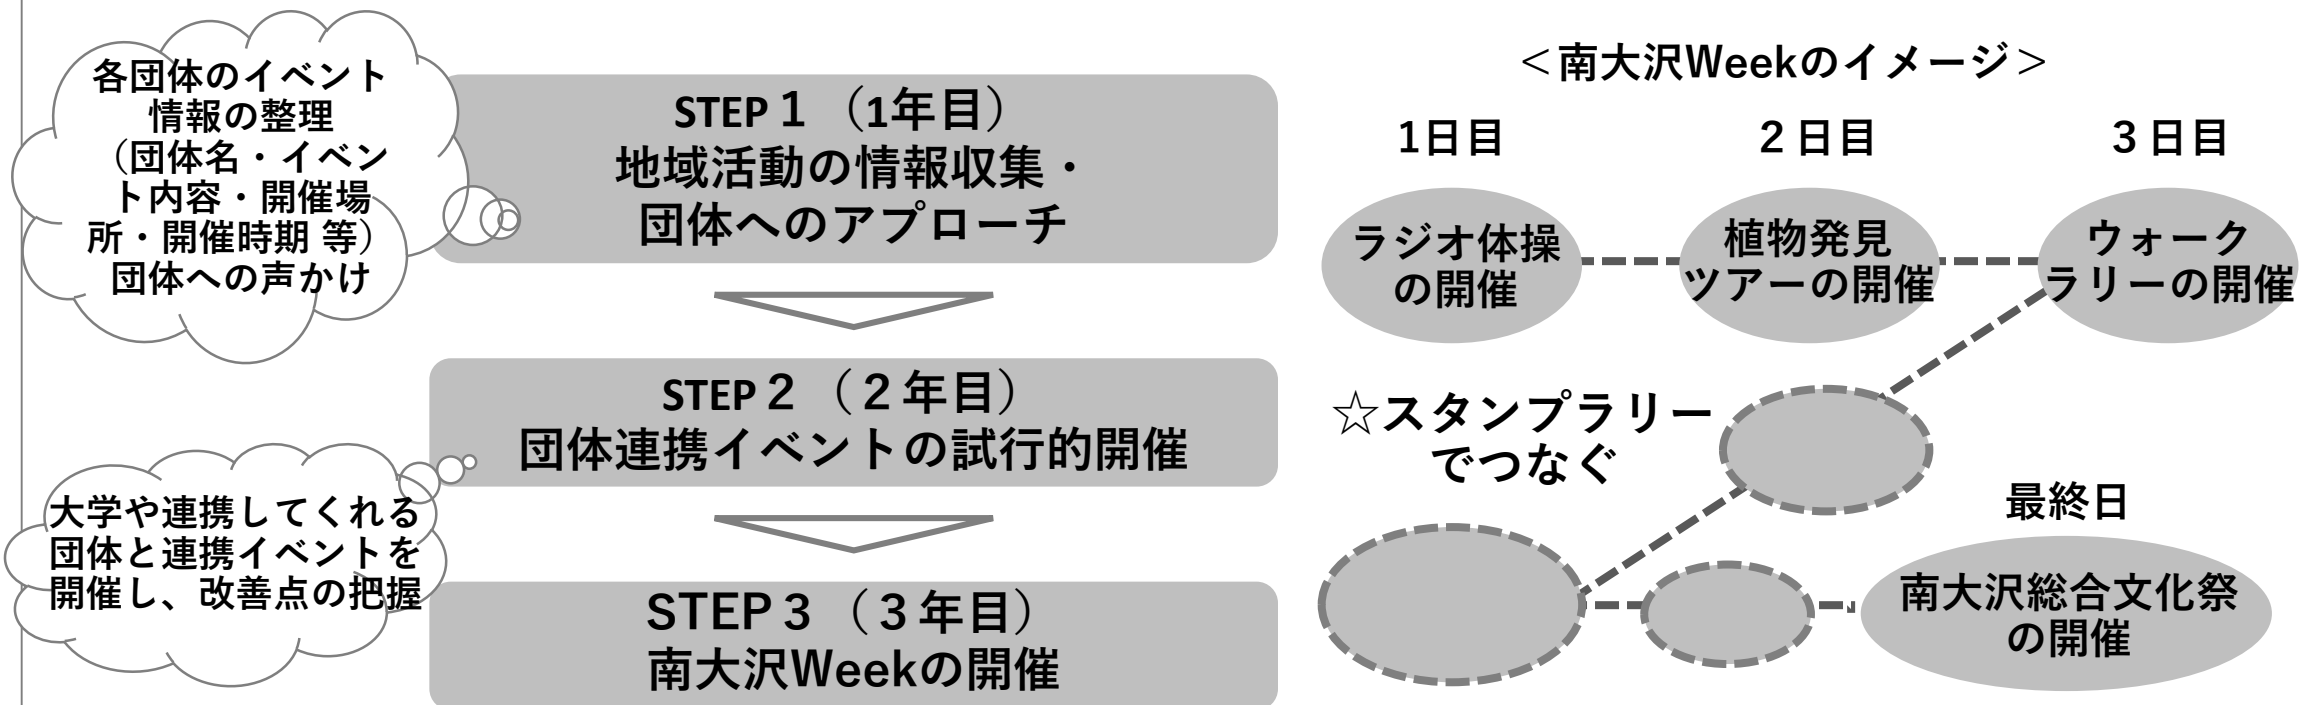 各団体のイベント
情報の整理
（団体名・イベン
ト内容・開催場
所・開催時期 等）
団体への声かけ
STEP１（1年目）
地域活動の情報収集・
団体へのアプローチ
STEP２（２年目）
団体連携イベントの試行的開催
大学や連携してくれる
団体と連携イベントを
開催し、改善点の把握
STEP３（３年目）
南大沢Weekの開催
＜南大沢Weekのイメージ＞
1日目
２日目
３日目
ラジオ体操
の開催
植物発見
ツアーの開催
ウォーク
ラリーの開催
☆スタンプラリー
でつなぐ
最終日
南大沢総合文化祭
の開催